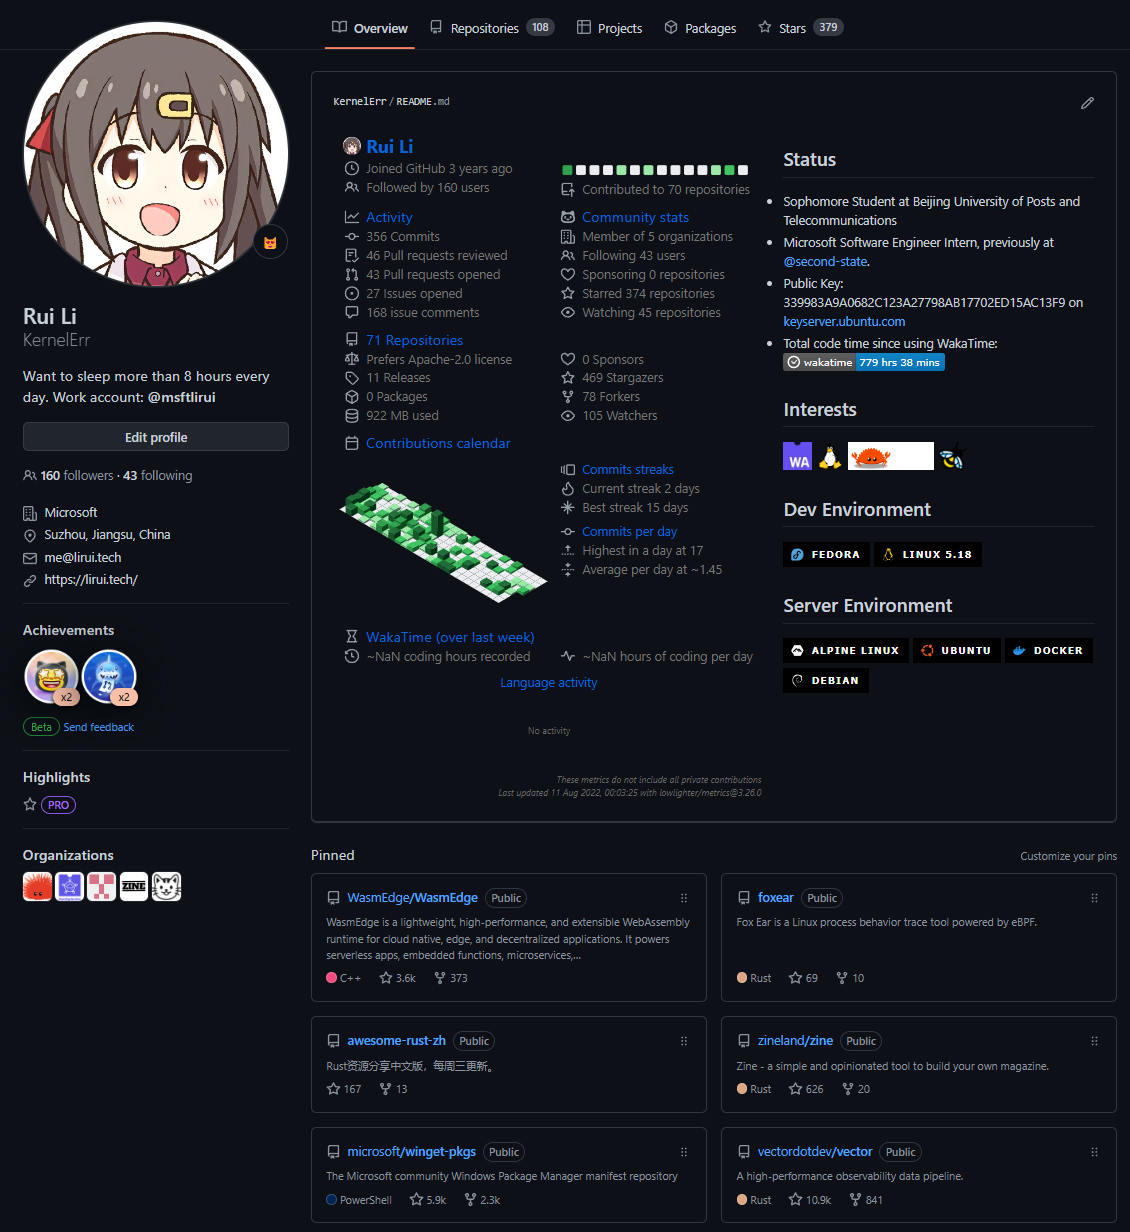 Overview
Repositories 108
Projects
Packages
Stars 379
Rui Li
KernelErr
Want to sleep more than 8 hours every
day. Work account: @msftlirui
Edit profile
160 followers · 43 following
Microsoft
Suzhou, Jiangsu, China
me@lirui.tech
https://lirui.tech/
Achievements
x2
x2
Beta Send feedback
Highlights
PRO
Organizations
ZINE
KernelErr/README.md
Rui Li
Joined GitHub 3 years ago
Followed by 160 users
Contributed to 70 repositories
Activity
356 Commits
46 Pull requests reviewed
43 Pull requests opened
27 Issues opened
168 issue comments
Community stats
Member of 5 organizations
Following 43 users
Sponsoring 0 repositories
Starred 374 repositories
Watching 45 repositories
71 Repositories
Prefers Apache-2.0 license
11 Releases
0 Packages
922 MB used
0 Sponsors
469 Stargazers
78 Forkers
105 Watchers
Contributions calendar
Commits streaks
Current streak 2 days
Best streak 15 days
Commits per day
Highest in a day at 17
Average per day at ~1.45
WakaTime (over last week)
~NaN coding hours recorded
~NaN hours of coding per day
Language activity
No activity
These metrics do not include all private contributions
Last updated 11 Aug 2022, 00:03:25 with lowlighter/metrics@3.26.0
Status
Sophomore Student at Beijing University of Posts and
Telecommunications
Microsoft Software Engineer Intern, previously at
@second-state.
Public Key:
339983A9A0682C123A27798AB17702ED15AC13F9 on
keyserver.ubuntu.com
Total code time since using WakaTime:
wakatime 779 hrs 38 mins
Interests
WA
Dev Environment
FEDORA
LINUX 5.18
Server Environment
ALPINE LINUX
UBUNTU
DOCKER
DEBIAN
Pinned
Customize your pins
WasmEdge/WasmEdge Public
WasmEdge is a lightweight, high-performance, and extensible WebAssembly
runtime for cloud native, edge, and decentralized applications. It powers
serverless apps, embedded functions, microservices,...
C++ 3.6k 373
foxear Public
Fox Ear is a Linux process behavior trace tool powered by eBPF.
Rust 69 10
awesome-rust-zh Public
Rust资源分享中文版，每周三更新。
167 13
zineland/zine Public
Zine - a simple and opinionated tool to build your own magazine.
Rust 626 20
microsoft/winget-pkgs Public
The Microsoft community Windows Package Manager manifest repository
PowerShell 5.9k 2.3k
vectordotdev/vector Public
A high-performance observability data pipeline.
Rust 10.9k 841